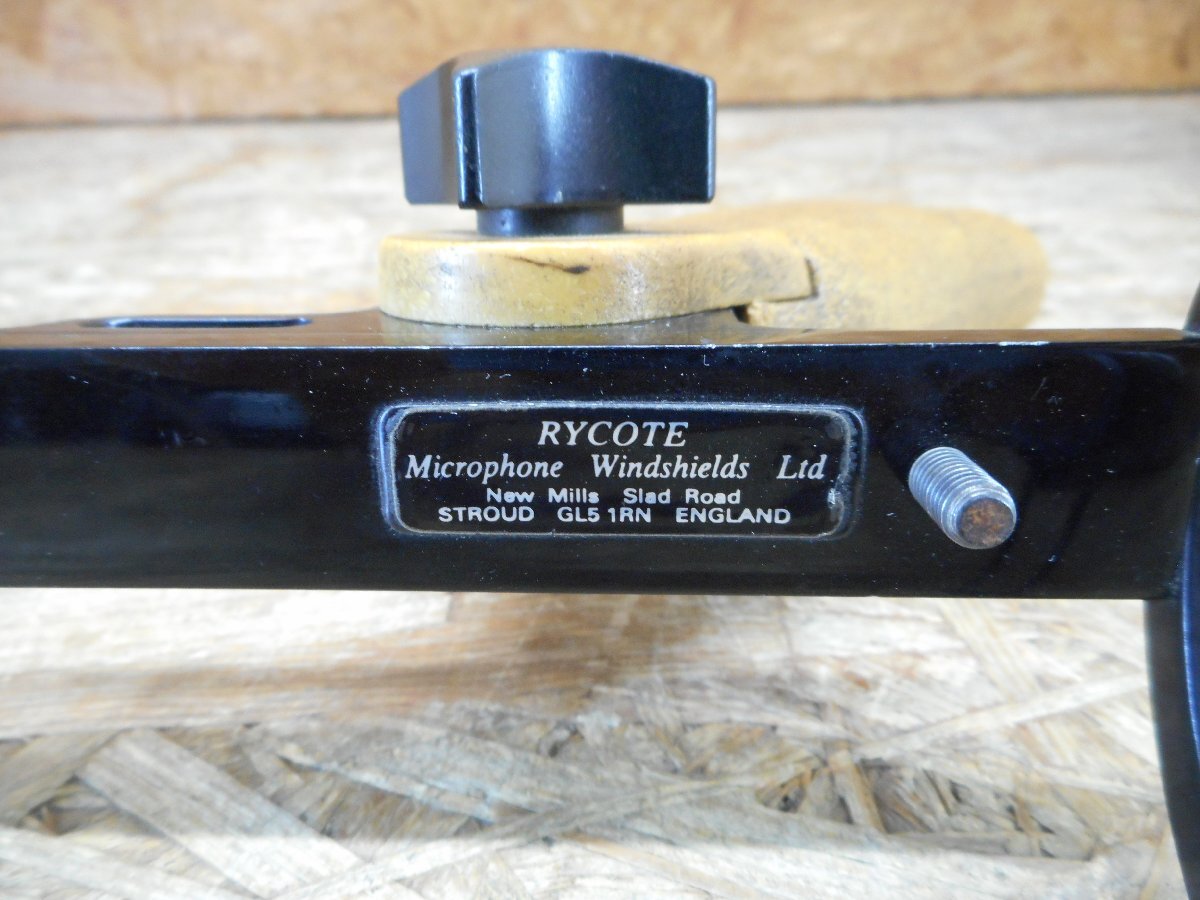 RYCOTE
Microphone Windshields Ltd
New Mills Slad Road
STROUD GL5 1RN ENGLAND